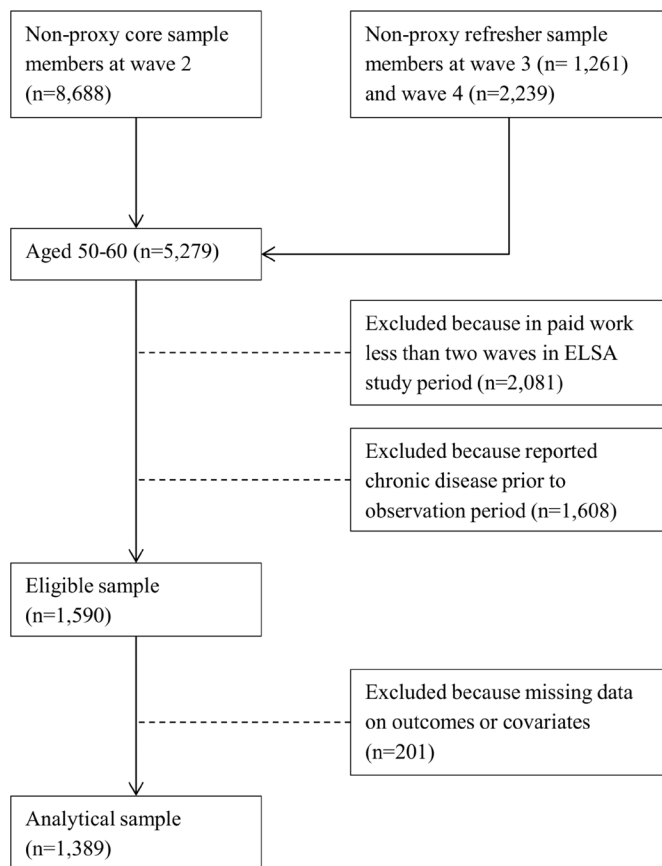 Non-proxy core sample
members at wave 2
(n=8,688)
Non-proxy refresher sample
members at wave 3 (n= 1,261)
and wave 4 (n=2,239)
Aged 50-60 (n=5,279)
Excluded because in paid work
less than two waves in ELSA
study period (n=2,081)
Excluded because reported
chronic disease prior to
observation period (n=1,608)
Eligible sample
(n=1,590)
Excluded because missing data
on outcomes or covariates
(n=201)
Analytical sample
(n=1,389)